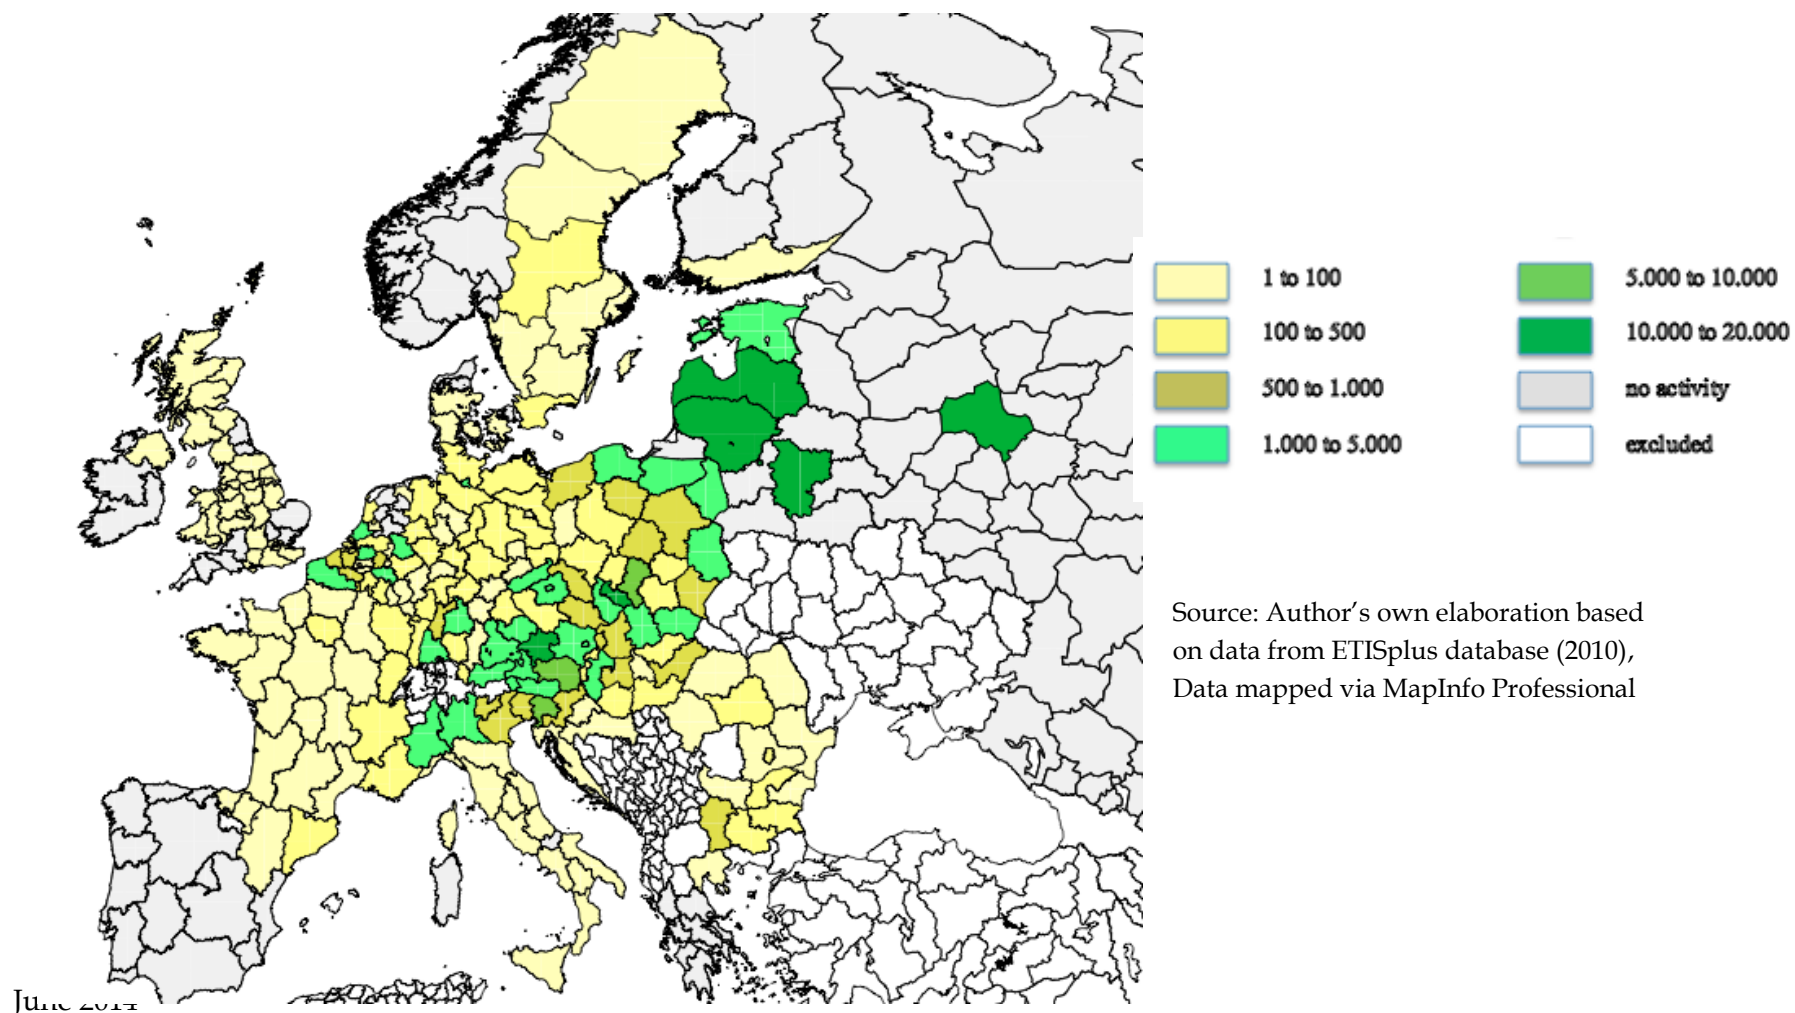 1 to 100
100 to 500
500 to 1.000
1.000 to 5.000
5.000 to 10.000
10.000 to 20.000
no activity
excluded
Source: Author’s own elaboration based
on data from ETISplus database (2010),
Data mapped via MapInfo Professional
June 2014